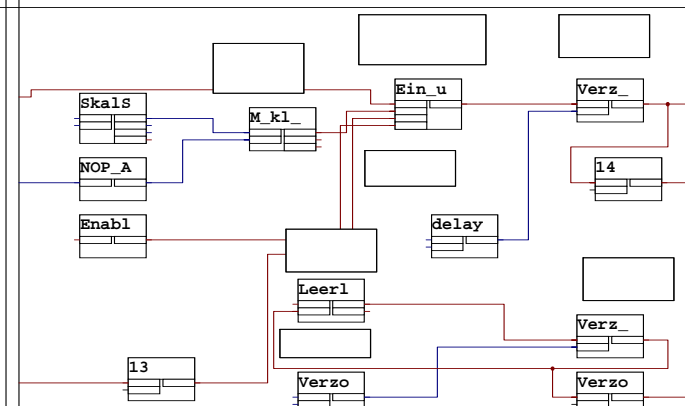 SkalS
M_kl_
Ein_u
Verz_
NOP_A
14
Enabl
delay
Leerl
Verz_
13
Verzo
Verzo